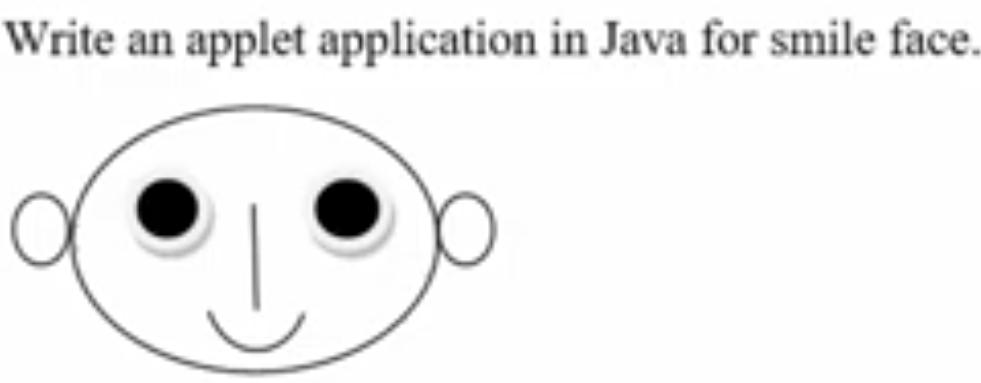 Write an applet application in Java for smile face.